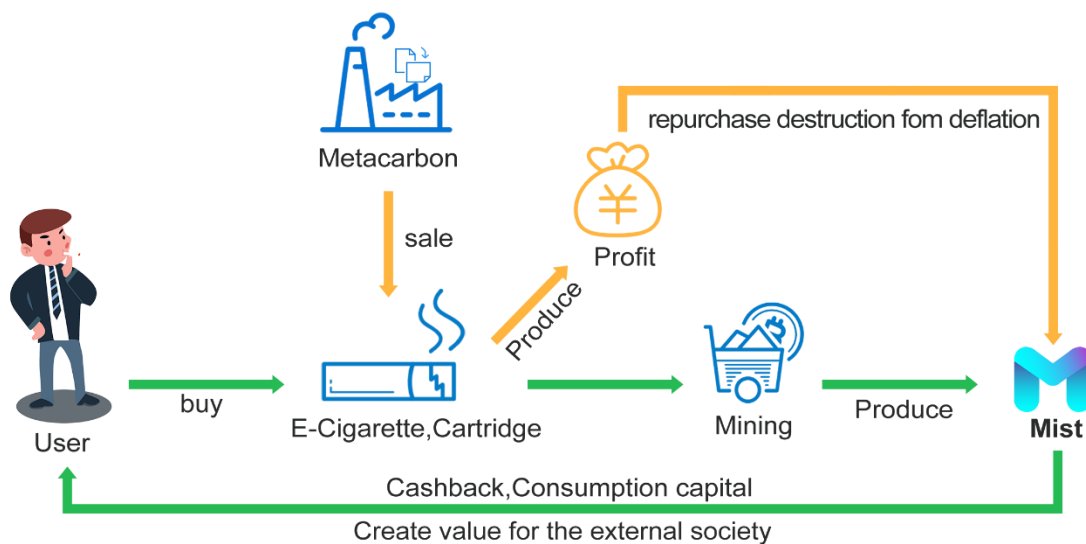 repurchase destruction fom deflation
Metacarbon
sale
Profit
Produce
buy
Produce
User
E-Cigarette,Cartridge
Mining
Mist
Cashback,Consumption capital
Create value for the external society